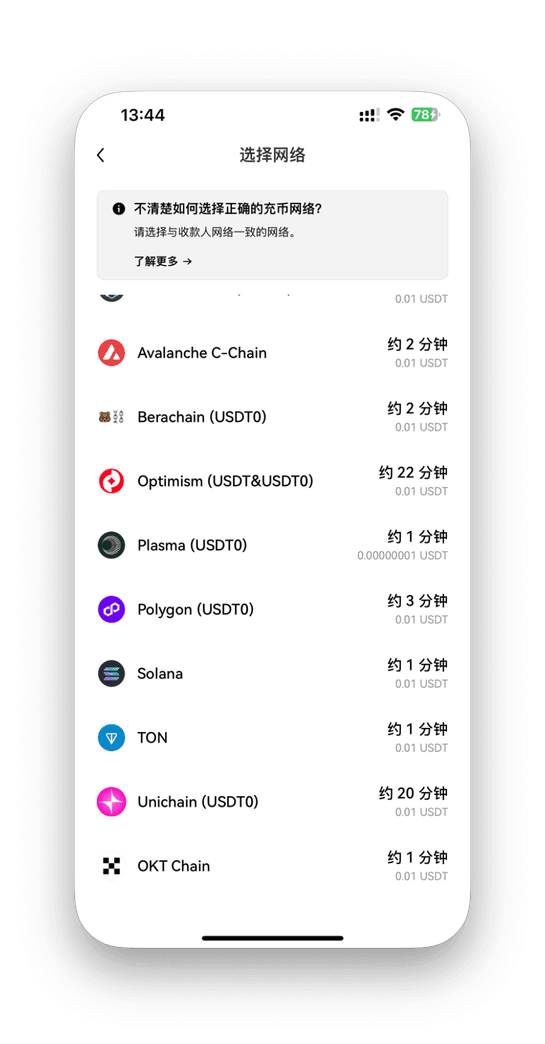 13:44
78
选择网络
不清楚如何选择正确的充币网络?
请选择与收款人网络一致的网络。
了解更多 →
0.01 USDT
Avalanche C-Chain
约 2 分钟
0.01 USDT
Berachain (USDT0)
约 2 分钟
0.01 USDT
Optimism (USDT&USDT0)
约 22 分钟
0.01 USDT
Plasma (USDT0)
约 1 分钟
0.00000001 USDT
Polygon (USDT0)
约 3 分钟
0.01 USDT
Solana
约 1 分钟
0.01 USDT
TON
约 1 分钟
0.01 USDT
Unichain (USDT0)
约 20 分钟
0.01 USDT
OKT Chain
约 1 分钟
0.01 USDT